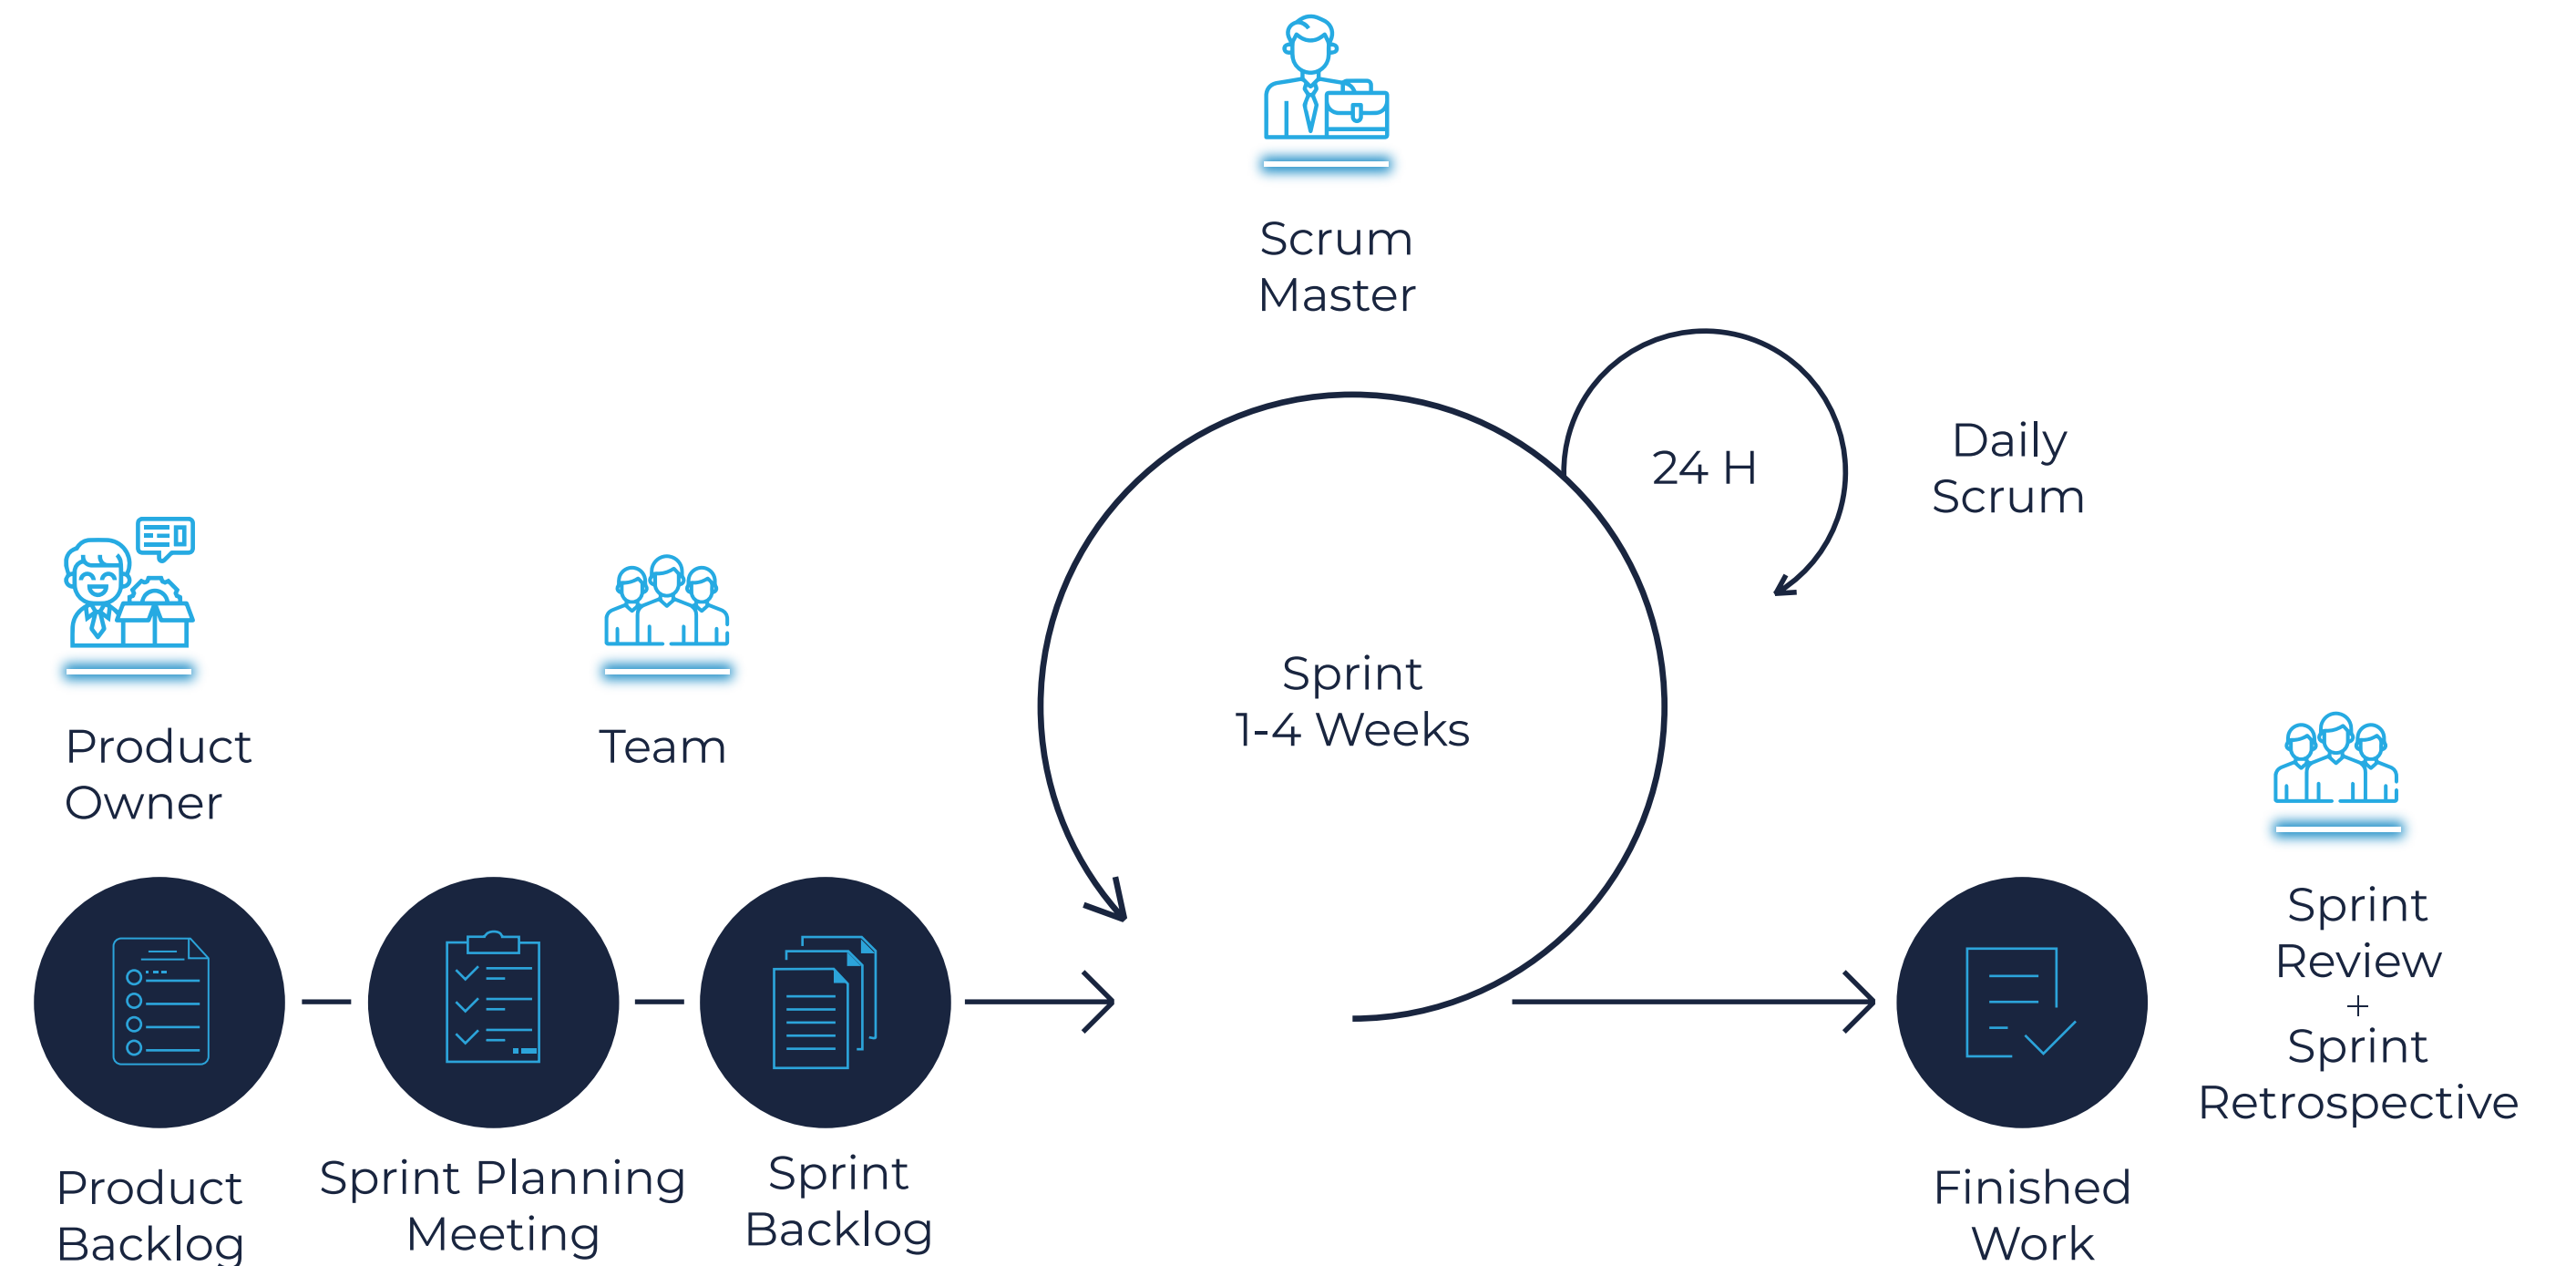 Scrum
Master
24 H
Daily
Scrum
Sprint
1-4 Weeks
Product
Owner
Team
Sprint
Review
+
Sprint
Retrospective
Product
Backlog
Sprint Planning
Meeting
Sprint
Backlog
Finished
Work